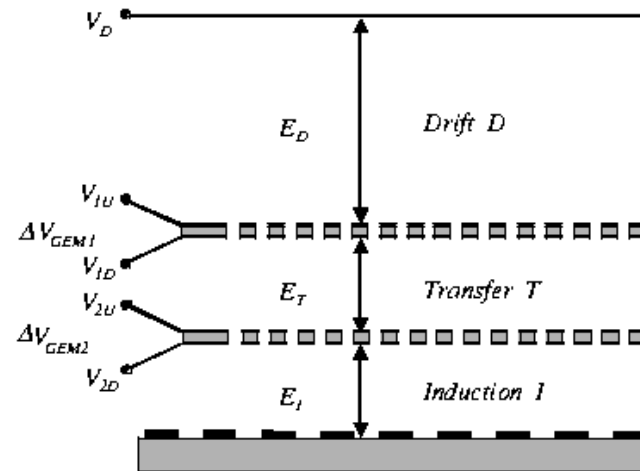 V_D
E_D Drift D
V_1U
ΔV_GEM1
V_1D
E_T Transfer T
V_2U
ΔV_GEM2
V_2D
E_I Induction I